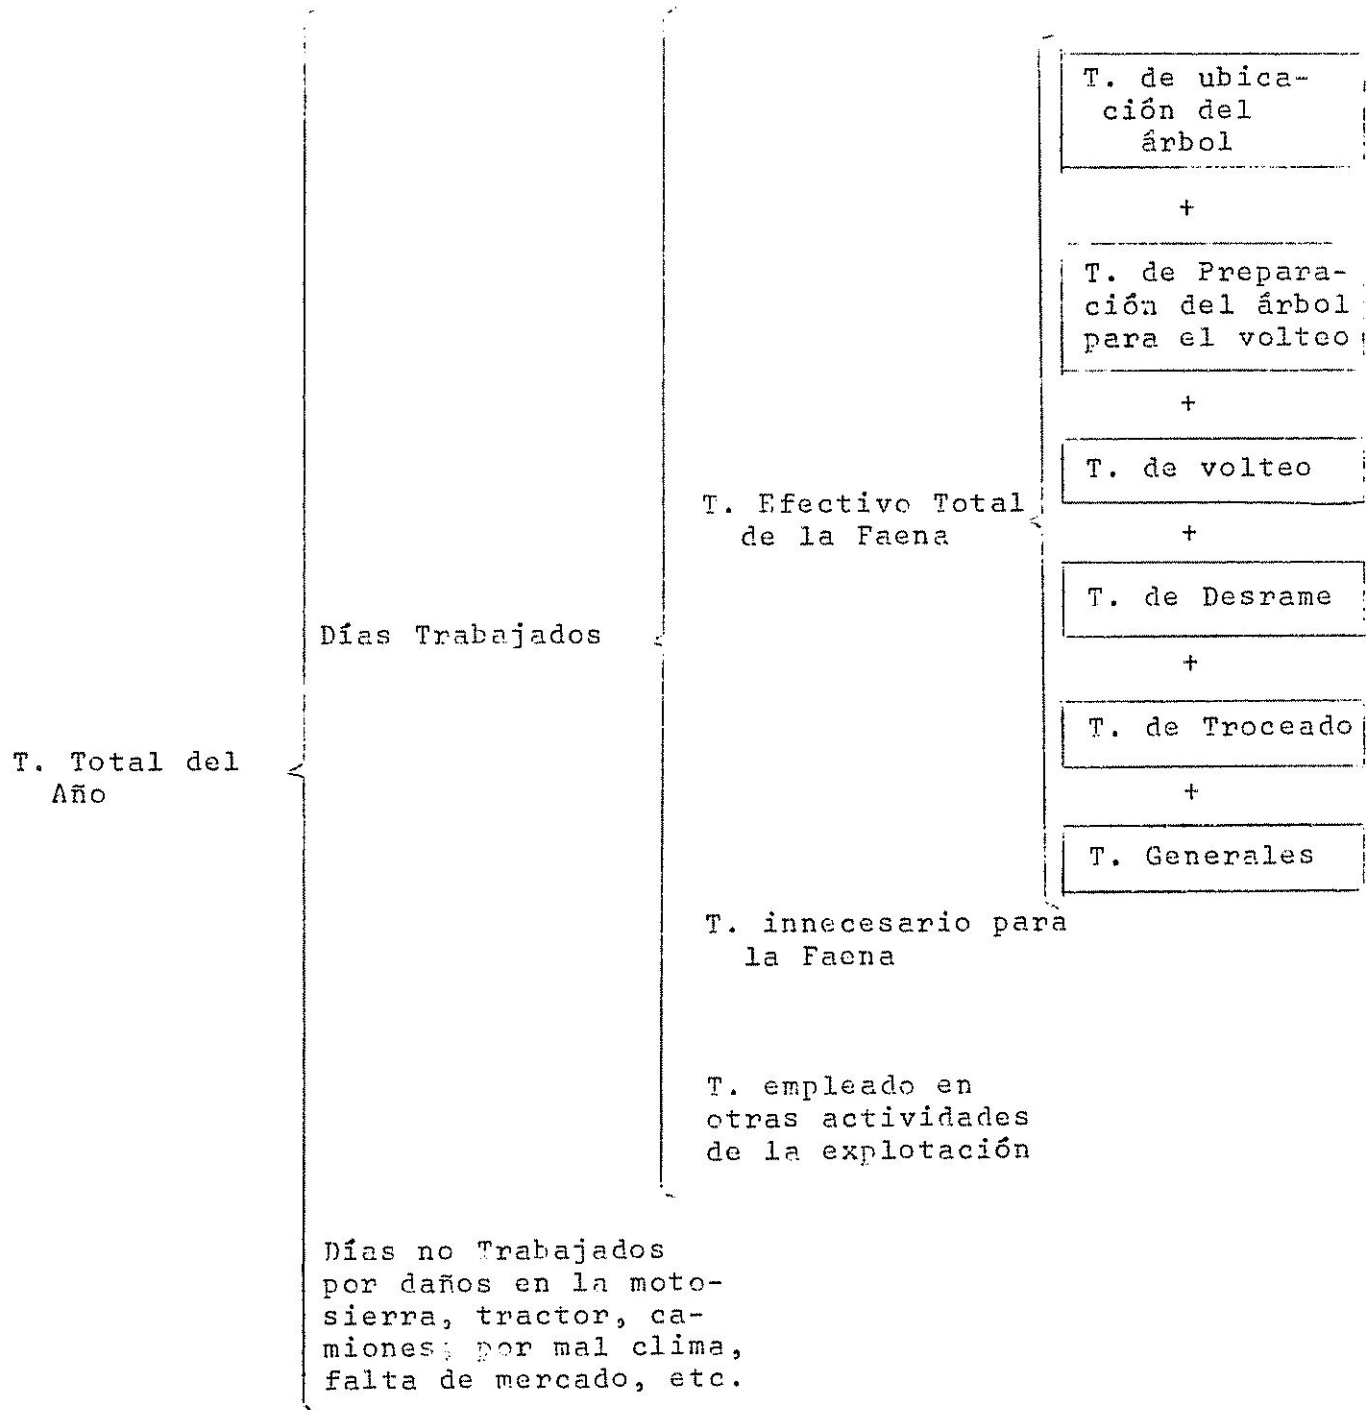 T. Total del
Año
Días Trabajados
T. Efectivo Total
de la Faena
T. de ubica-
ción del
árbol
+
T. de Prepara-
ción del árbol
para el volteo
+
T. de volteo
+
T. de Desrame
+
T. de Troceado
+
T. Generales
T. innecesario para
la Faena
T. empleado en
otras actividades
de la explotación
Días no Trabajados
por daños en la moto-
sierra, tractor, ca-
miones; por mal clima,
falta de mercado, etc.